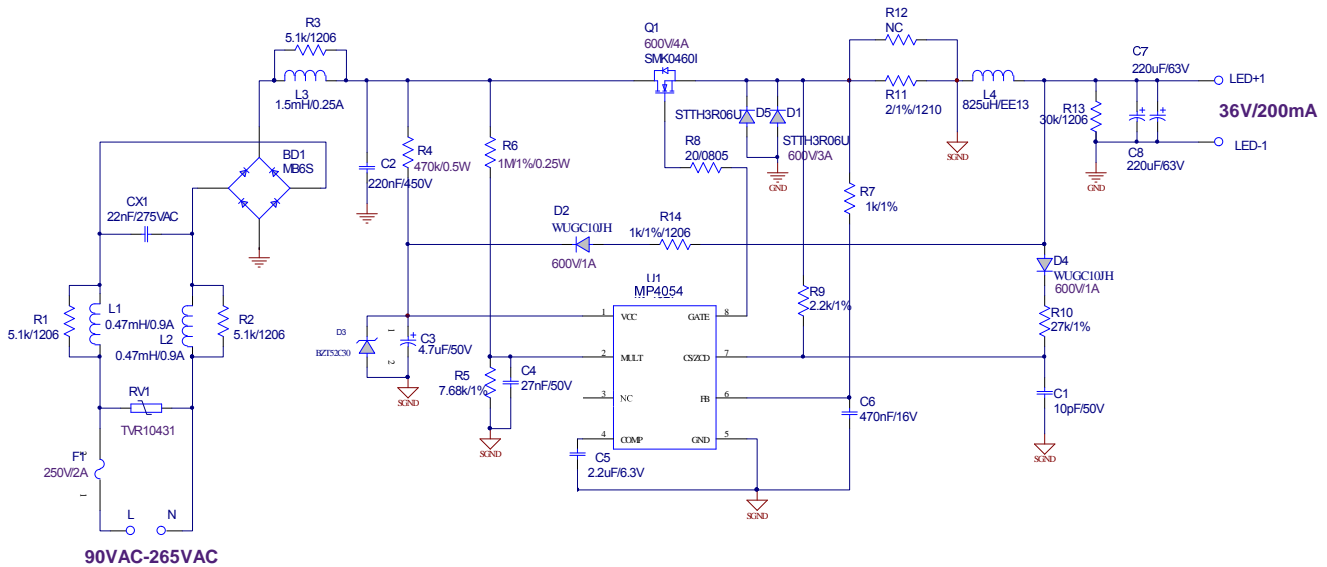 R3
5.1k/1206
L3
1.5mH/0.25A
BD1
MB6S
CX1
22nF/275VAC
R1
5.1k/1206
L1
0.47mH/0.9A
L2
0.47mH/0.9A
R2
5.1k/1206
RV1
TVR10431
F1
250V/2A
1
L
N
90VAC-265VAC
C2
220nF/450V
R4
470k/0.5W
R6
1M/1%/0.25W
Q1
600V/4A
SMK0460I
R8
20/0805
STTH3R06U
D5
D1
STTH3R06U
600V/3A
GND
R12
NC
R11
2/1%/1210
SGND
L4
825uH/EE13
R13
30k/1206
C7
220uF/63V
C8
220uF/63V
LED+1
36V/200mA
LED-1
R7
1k/1%
D2
WUGC10JH
600V/1A
R14
1k/1%/1206
D4
WUGC10JH
600V/1A
R10
27k/1%
R9
2.2k/1%
C1
10pF/50V
SGND
D3
BZT52C30
1
2
C3
4.7uF/50V
SGND
R5
7.68k/1%
C4
27nF/50V
SGND
U1
MP4054
1
VCC
GATE
8
2
MULT
CS/ZCD
7
3
NC
FB
6
4
COMP
GND
5
C5
2.2uF/6.3V
C6
470nF/16V
SGND